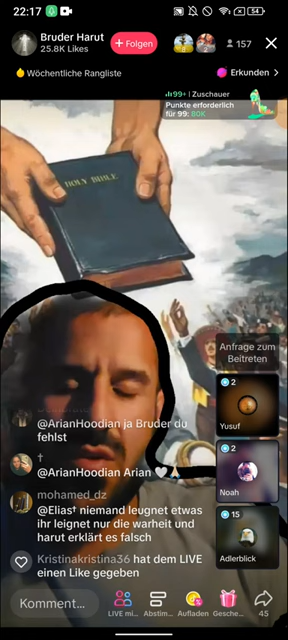 22:17
54
Bruder Harut
25.8K Likes
+ Folgen
157
Wöchentliche Rangliste
Erkunden >
99+ | Zuschauer
Punkte erforderlich
für 99: 80K
HOLY BIBLE
Anfrage zum
Beitreten
2
Yusuf
2
Noah
15
Adlerblick
@ArianHoodian ja Bruder du
fehlst
†
@ArianHoodian Arian 🤍🙏
mohamed_dz
@Elias† niemand leugnet etwas
ihr leignet nur die warheit und
harut erklärt es falsch
Kristinakristina36 hat dem LIVE
einen Like gegeben
Komment...
LIVE mi...
Abstim...
Aufladen
Gesche...
45